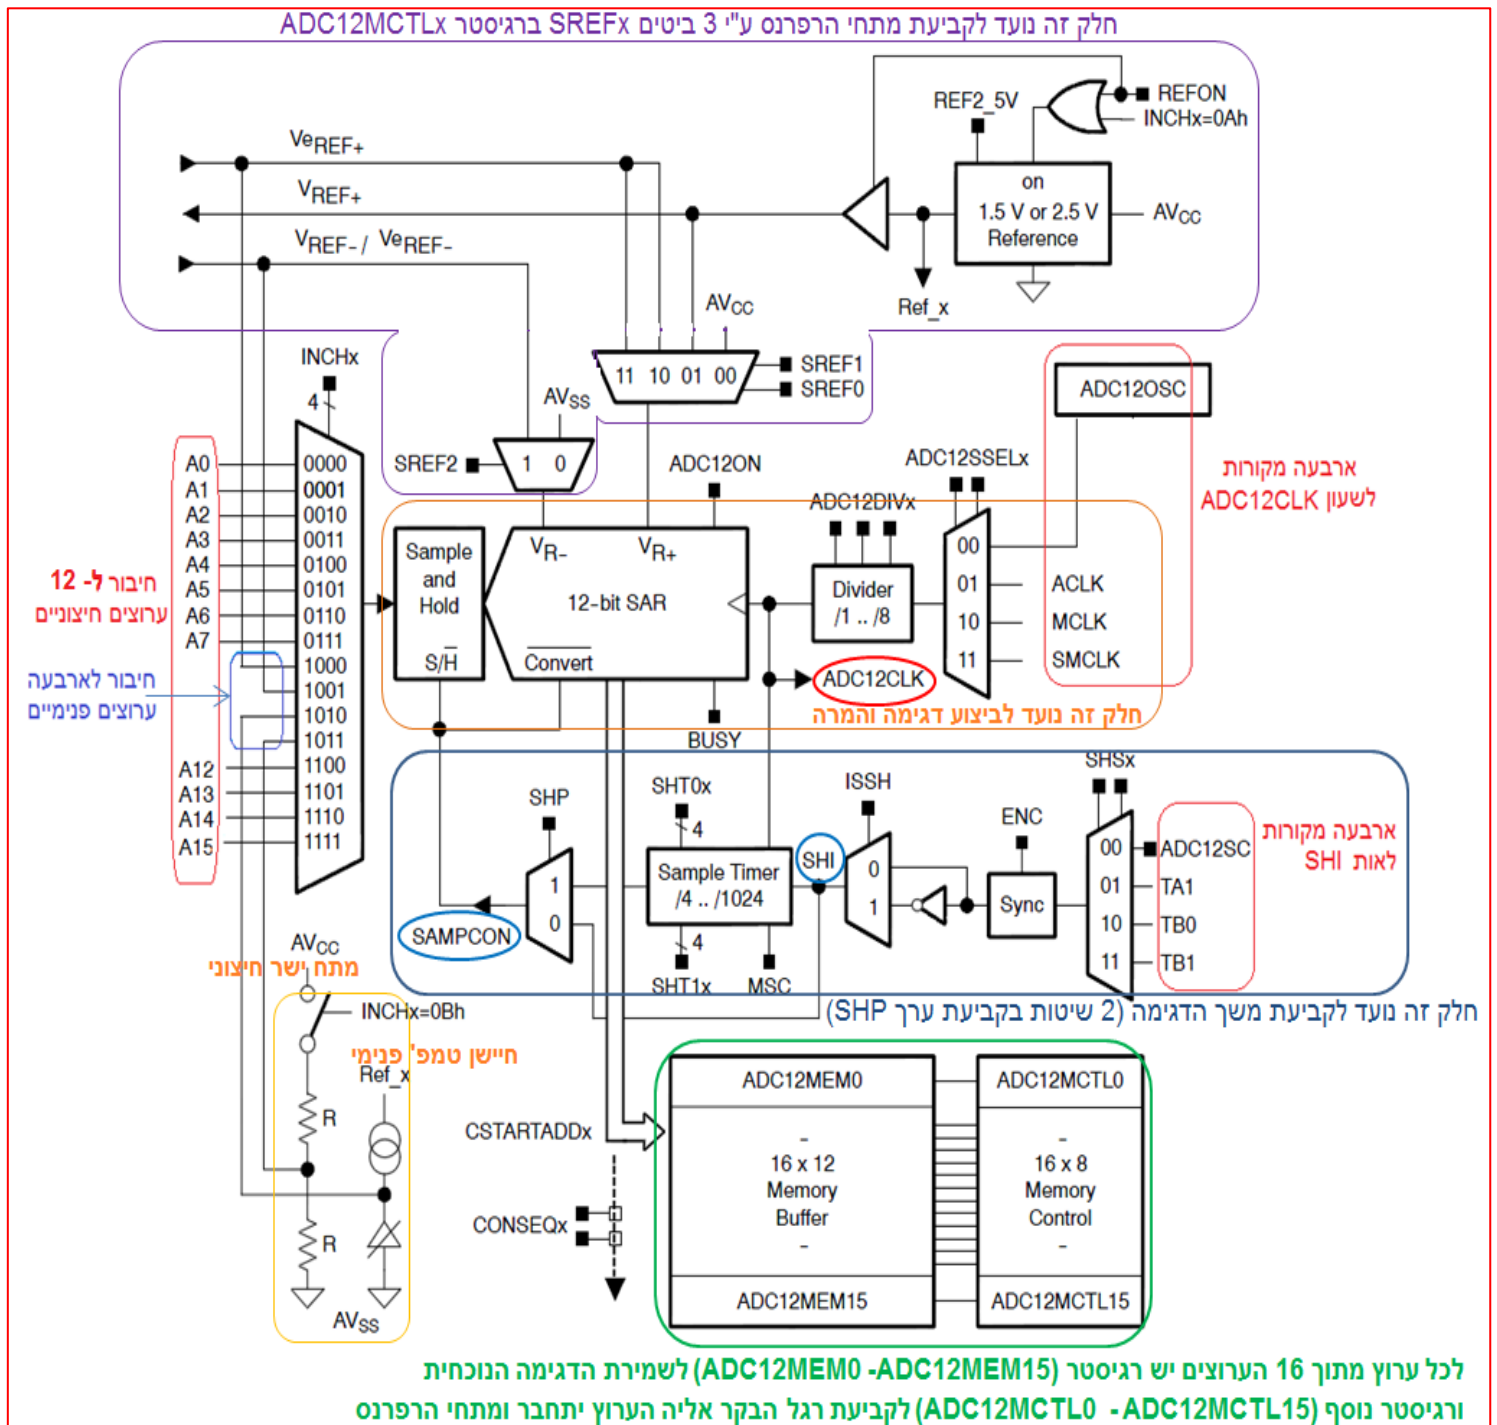 חלק זה נועד לקביעת מתחי הרפרנס ע"י 3 ביטים SREFx ברגיסטר ADC12MCTLx
REFON
INCHx=0Ah
REF2_5V
VeREF+
VREF+
VREF- / VeREF-
on
1.5 V or 2.5 V
Reference
AVCC
Ref_x
AVCC
INCHx
4
11 10 01 00
SREF1
SREF0
AVSS
SREF2
1 0
ADC12OSC
ארבעה מקורות
לשעון ADC12CLK
ADC12ON
ADC12SSELx
ADC12DIVx
A0 0000
A1 0001
A2 0010
A3 0011
A4 0100
A5 0101
A6 0110
A7 0111
1000
1001
1010
1011
A12 1100
A13 1101
A14 1110
A15 1111
חיבור ל- 12
ערוצים חיצוניים
חיבור לארבעה
ערוצים פנימיים
Sample
and
Hold
S/H
VR-
VR+
12-bit SAR
Convert
Divider
/1 .. /8
00
01 ACLK
10 MCLK
11 SMCLK
ADC12CLK
BUSY
חלק זה נועד לביצוע דגימה והמרה
SHP
SHT0x
4
ISSH
ENC
SHSx
1
0
Sample Timer
/4 .. /1024
SHI
0
1
Sync
00 ADC12SC
01 TA1
10 TB0
11 TB1
ארבעה מקורות
לאות SHI
SAMPCON
4
SHT1x
MSC
חלק זה נועד לקביעת משך הדגימה (2 שיטות בקביעת ערך SHP)
AVCC
מתח ישר חיצוני
INCHx=0Bh
חיישן טמפ' פנימי
Ref_x
R
R
AVSS
CSTARTADDx
CONSEQx
ADC12MEM0
-
16 x 12
Memory
Buffer
-
ADC12MEM15
ADC12MCTL0
-
16 x 8
Memory
Control
-
ADC12MCTL15
לכל ערוץ מתוך 16 הערוצים יש רגיסטר (ADC12MEM0 -ADC12MEM15) לשמירת הדגימה הנוכחית
ורגיסטר נוסף (ADC12MCTL0 - ADC12MCTL15) לקביעת רגל הבקר אליה הערוץ יתחבר ומתחי הרפרנס